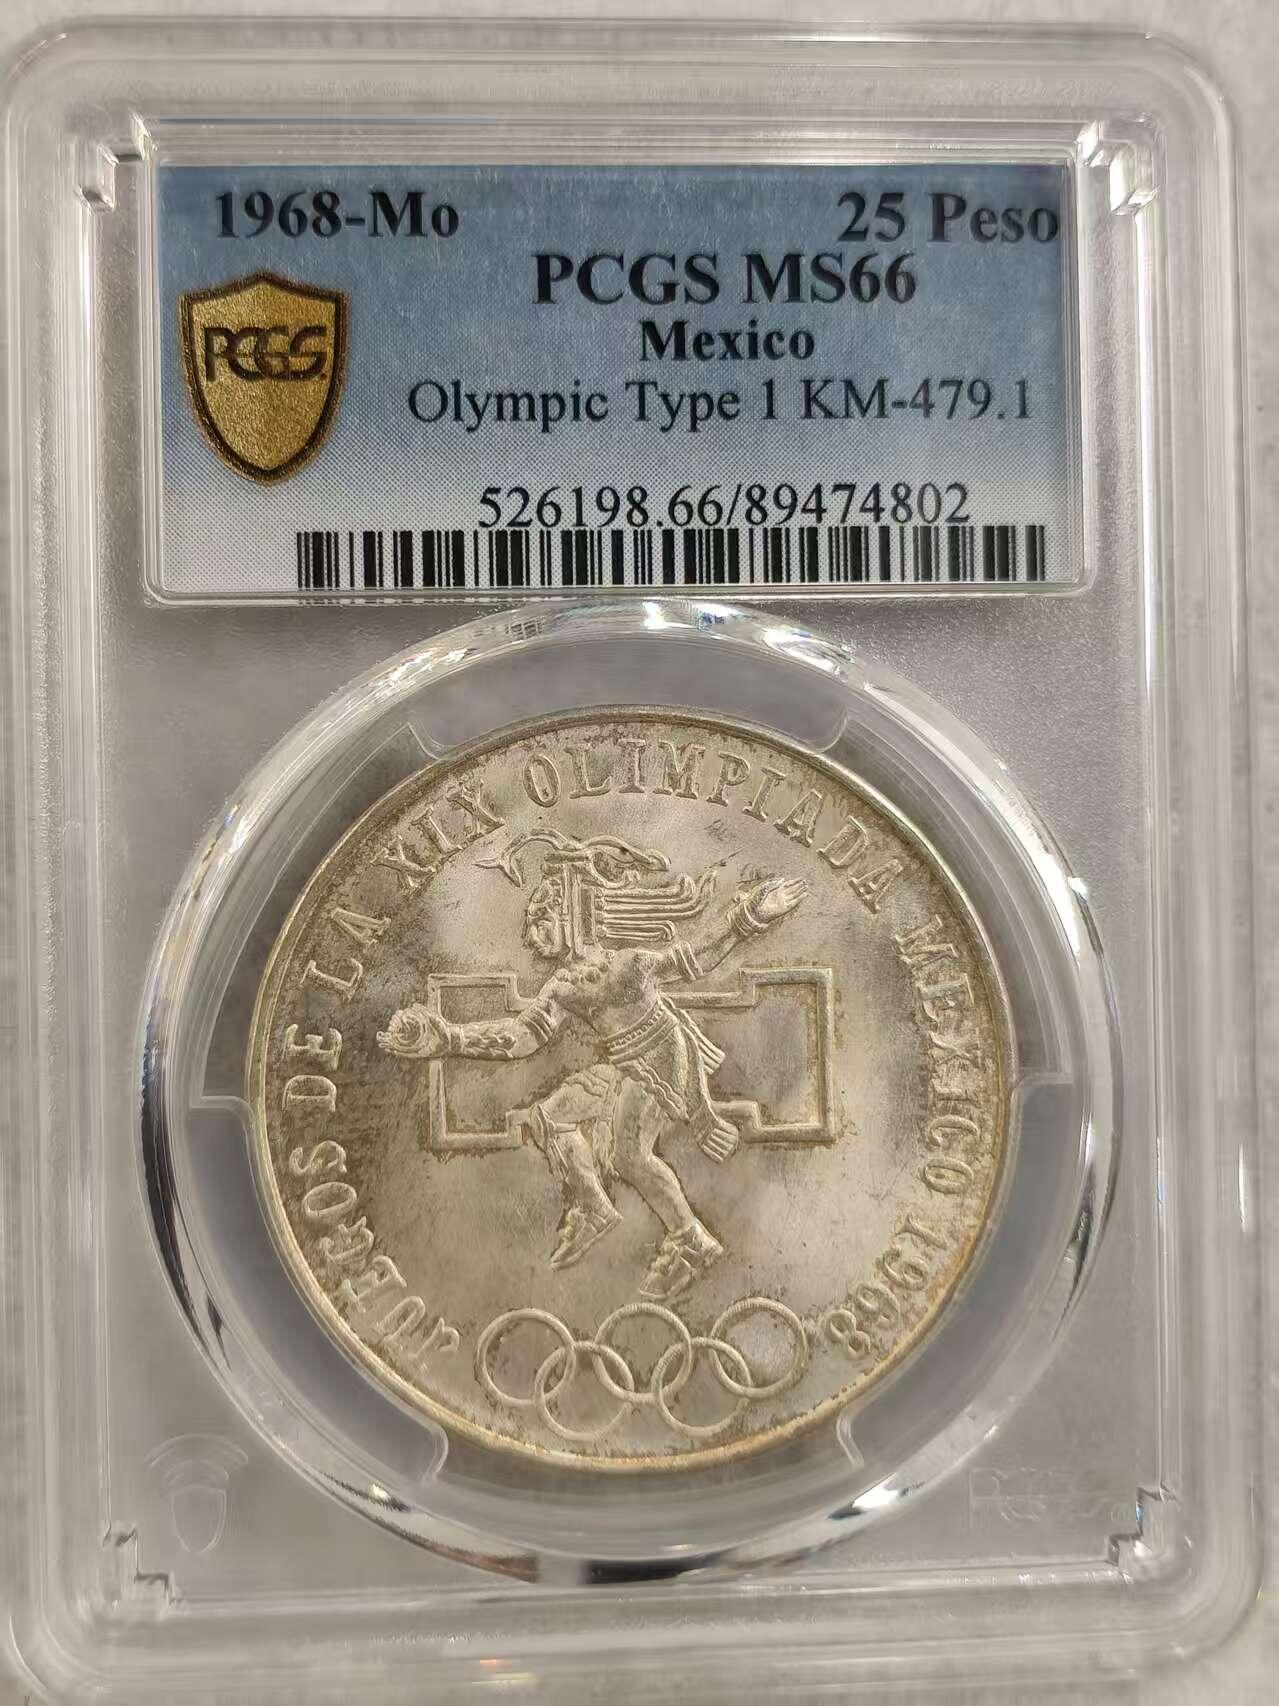 1968-Mo 25 Peso
PCGS MS66
Mexico
PCGS
Olympic Type 1 KM-479.1
526198.66/89474802
JUEGOS DE LA XIX OLIMPIADA MEXICO 1968
PCGS